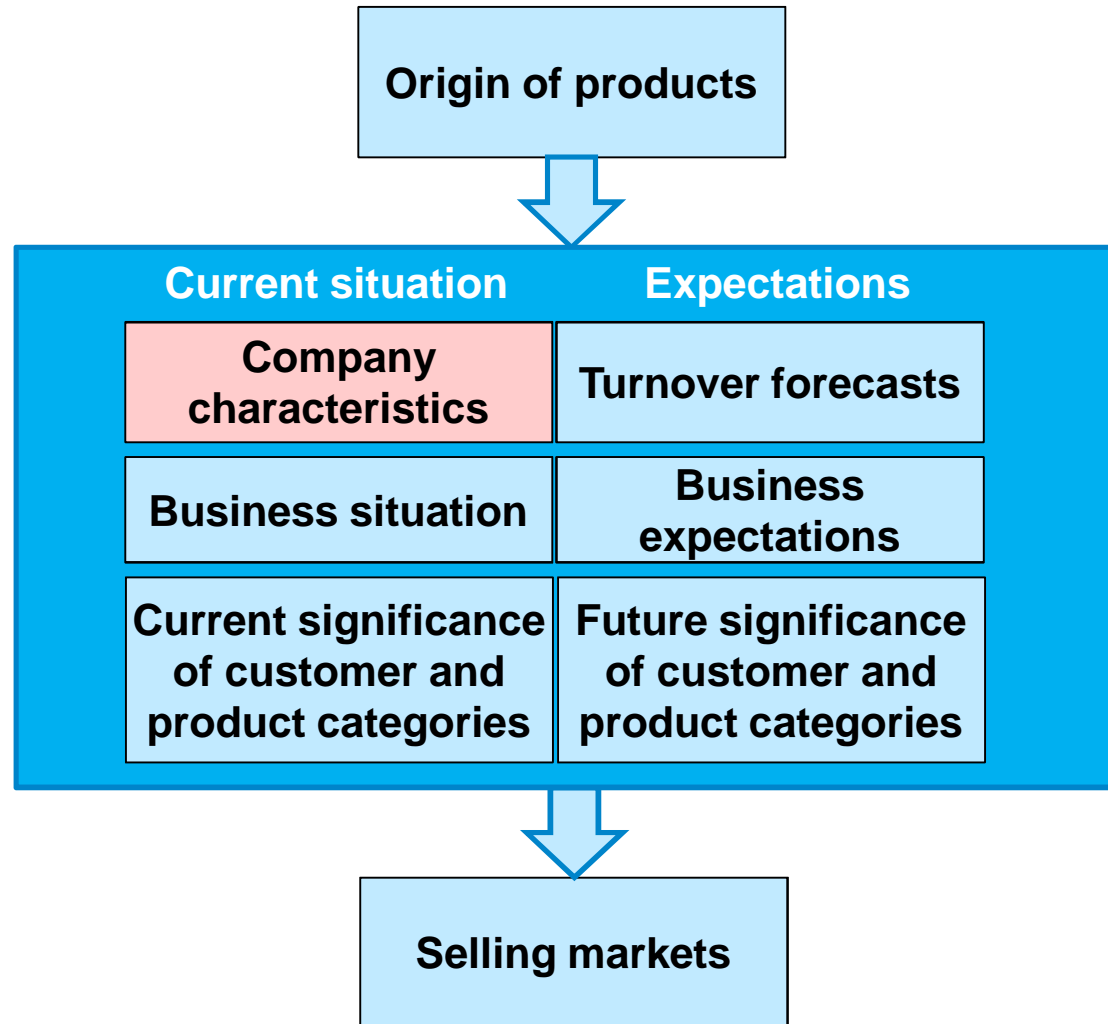 Origin of products
Current situation
Expectations
Company
characteristics
Turnover forecasts
Business situation
Business
expectations
Current significance
of customer and
product categories
Future significance
of customer and
product categories
Selling markets